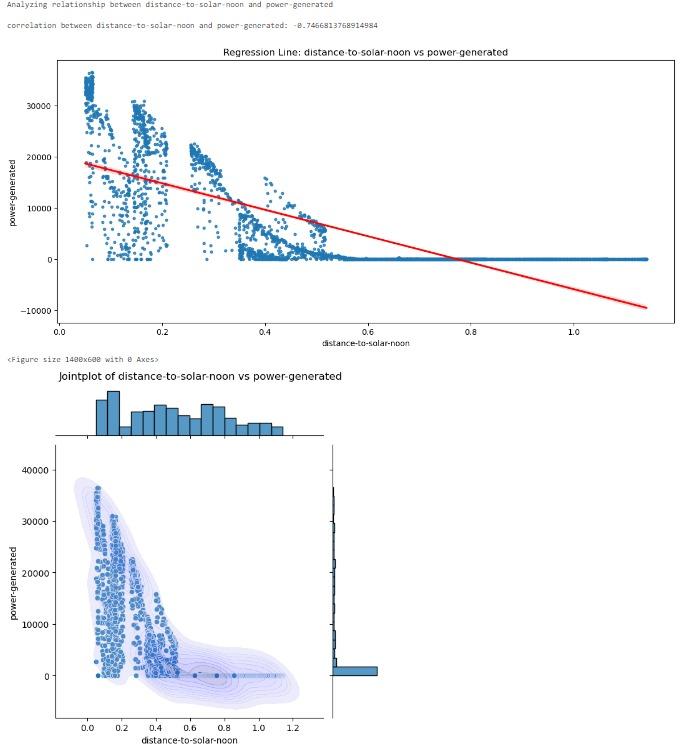 Analyzing relationship between distance-to-solar-noon and power-generated
correlation between distance-to-solar-noon and power-generated: -0.7466813768914984
Regression Line: distance-to-solar-noon vs power-generated
30000
20000
10000
0
−10000
power-generated
0.0 0.2 0.4 0.6 0.8 1.0
distance-to-solar-noon
<Figure size 1400x600 with 0 Axes>
Jointplot of distance-to-solar-noon vs power-generated
40000
30000
20000
10000
0
power-generated
0.0 0.2 0.4 0.6 0.8 1.0 1.2
distance-to-solar-noon